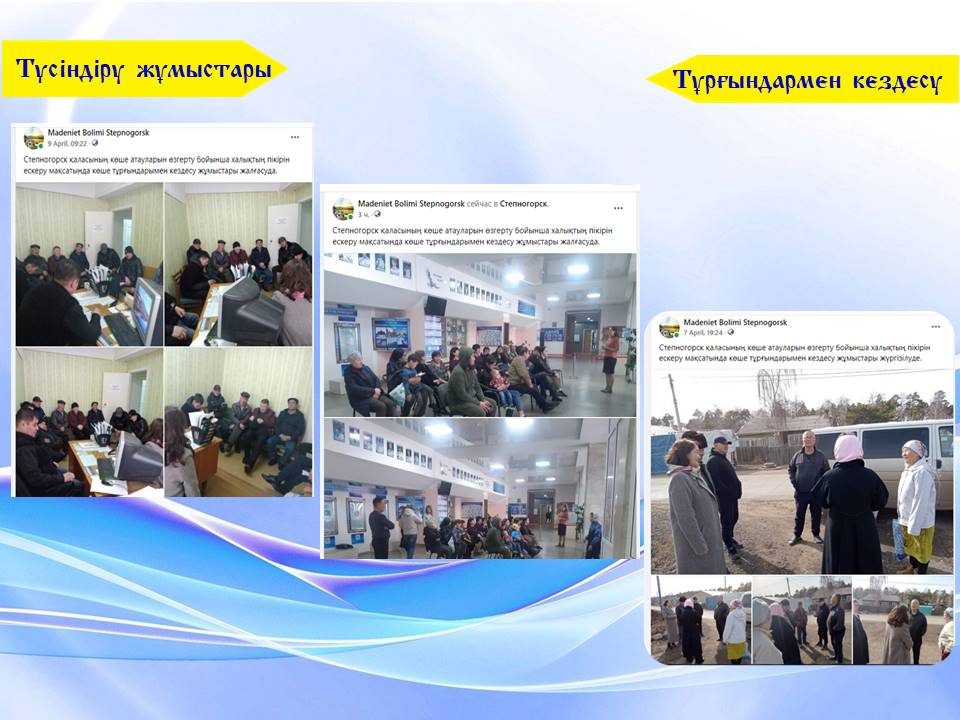 Түсіндіру жұмыстары
Тұрғындармен кездесу
Madeniet Bolimi Stepnogorsk
9 April, 09:22 ·
Степногорск қаласының көше атауларын өзгерту бойынша халықтың пікірін
ескеру мақсатында көше тұрғындарымен кездесу жұмыстары жалғасуда.
Madeniet Bolimi Stepnogorsk сейчас в Степногорск.
3 ч. ·
Степногорск қаласының көше атауларын өзгерту бойынша халықтың пікірін
ескеру мақсатында көше тұрғындарымен кездесу жұмыстары жалғасуда.
Madeniet Bolimi Stepnogorsk
7 April, 19:24 ·
Степногорск қаласының көше атауларын өзгерту бойынша халықтың пікірін
ескеру мақсатында көше тұрғындарымен кездесу жұмыстары жүргізілуде.